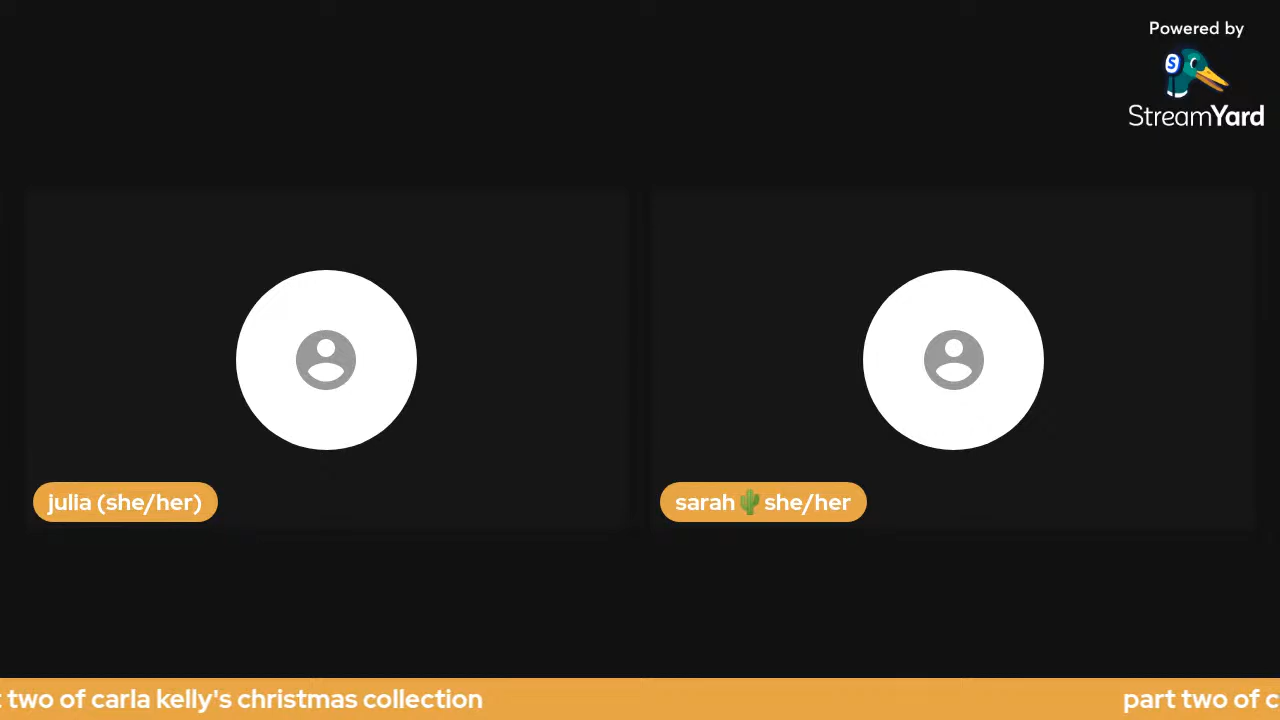 Powered by
S
StreamYard
julia (she/her)
sarah🌵she/her
two of carla kelly's christmas collection
part two of c